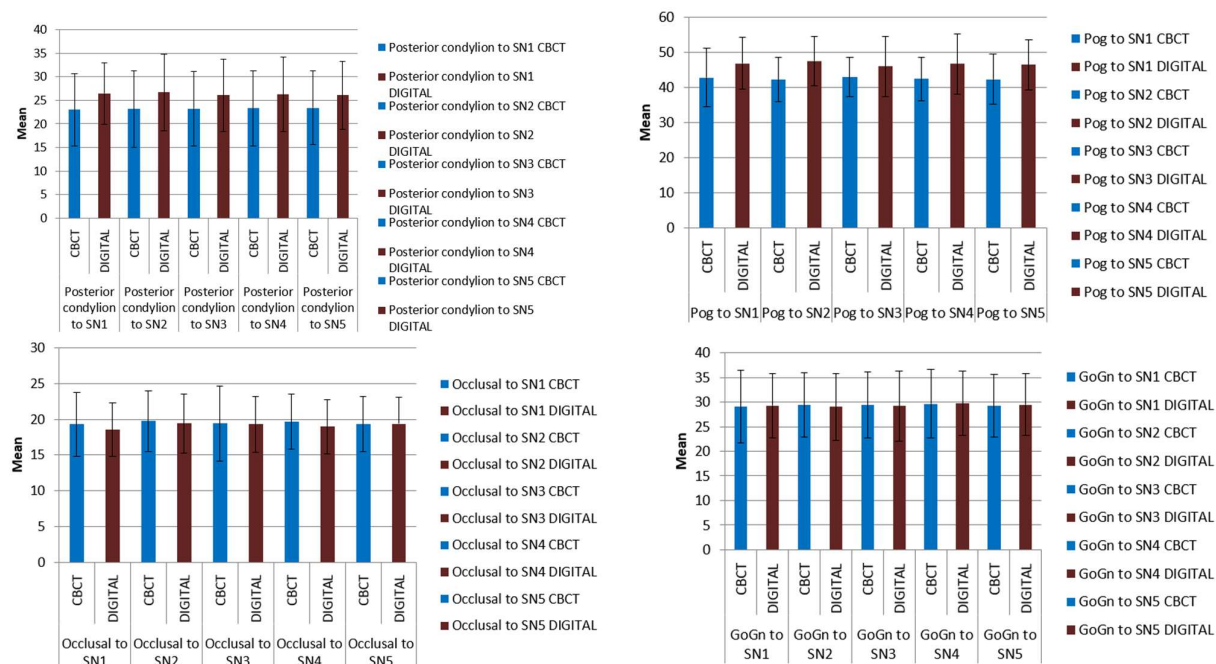 40
35
30
25
20
15
10
5
0
Mean
CBCT
DIGITAL
CBCT
DIGITAL
CBCT
DIGITAL
CBCT
DIGITAL
CBCT
DIGITAL
Posterior Posterior Posterior Posterior Posterior
condylion condylion condylion condylion condylion
to SN1 to SN2 to SN3 to SN4 to SN5
Posterior condylion to SN1 CBCT
Posterior condylion to SN1
DIGITAL
Posterior condylion to SN2 CBCT
Posterior condylion to SN2
DIGITAL
Posterior condylion to SN3 CBCT
Posterior condylion to SN3
DIGITAL
Posterior condylion to SN4 CBCT
Posterior condylion to SN4
DIGITAL
Posterior condylion to SN5 CBCT
Posterior condylion to SN5
DIGITAL
60
50
40
30
20
10
0
Mean
CBCT
DIGITAL
CBCT
DIGITAL
CBCT
DIGITAL
CBCT
DIGITAL
CBCT
DIGITAL
Pog to SN1 Pog to SN2 Pog to SN3 Pog to SN4 Pog to SN5
Pog to SN1 CBCT
Pog to SN1 DIGITAL
Pog to SN2 CBCT
Pog to SN2 DIGITAL
Pog to SN3 CBCT
Pog to SN3 DIGITAL
Pog to SN4 CBCT
Pog to SN4 DIGITAL
Pog to SN5 CBCT
Pog to SN5 DIGITAL
30
25
20
15
10
5
0
Mean
CBCT
DIGITAL
CBCT
DIGITAL
CBCT
DIGITAL
CBCT
DIGITAL
CBCT
DIGITAL
Occlusal to Occlusal to Occlusal to Occlusal to Occlusal to
SN1 SN2 SN3 SN4 SN5
Occlusal to SN1 CBCT
Occlusal to SN1 DIGITAL
Occlusal to SN2 CBCT
Occlusal to SN2 DIGITAL
Occlusal to SN3 CBCT
Occlusal to SN3 DIGITAL
Occlusal to SN4 CBCT
Occlusal to SN4 DIGITAL
Occlusal to SN5 CBCT
Occlusal to SN5 DIGITAL
40
35
30
25
20
15
10
5
0
Mean
CBCT
DIGITAL
CBCT
DIGITAL
CBCT
DIGITAL
CBCT
DIGITAL
CBCT
DIGITAL
GoGn to GoGn to GoGn to GoGn to GoGn to
SN1 SN2 SN3 SN4 SN5
GoGn to SN1 CBCT
GoGn to SN1 DIGITAL
GoGn to SN2 CBCT
GoGn to SN2 DIGITAL
GoGn to SN3 CBCT
GoGn to SN3 DIGITAL
GoGn to SN4 CBCT
GoGn to SN4 DIGITAL
GoGn to SN5 CBCT
GoGn to SN5 DIGITAL